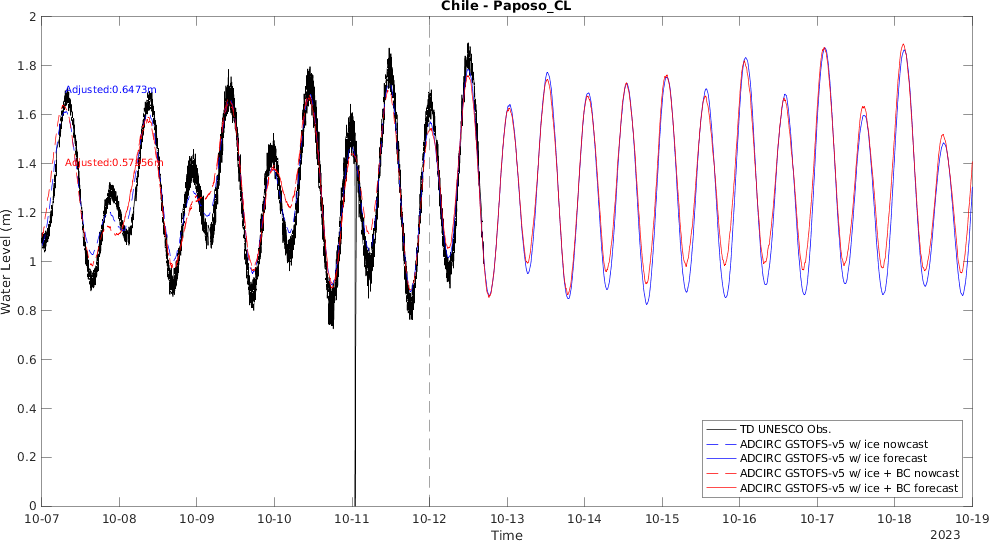 Chile - Paposo_CL
2
1.8
1.6
1.4
1.2
1
0.8
0.6
0.4
0.2
0
Water Level (m)
Adjusted:0.6473m
TD UNESCO Obs.
ADCIRC GSTOFS-v5 w/ ice nowcast
ADCIRC GSTOFS-v5 w/ ice forecast
ADCIRC GSTOFS-v5 w/ ice + BC nowcast
ADCIRC GSTOFS-v5 w/ ice + BC forecast
10-07 10-08 10-09 10-10 10-11 10-12 10-13 10-14 10-15 10-16 10-17 10-18 10-19
Time
2023